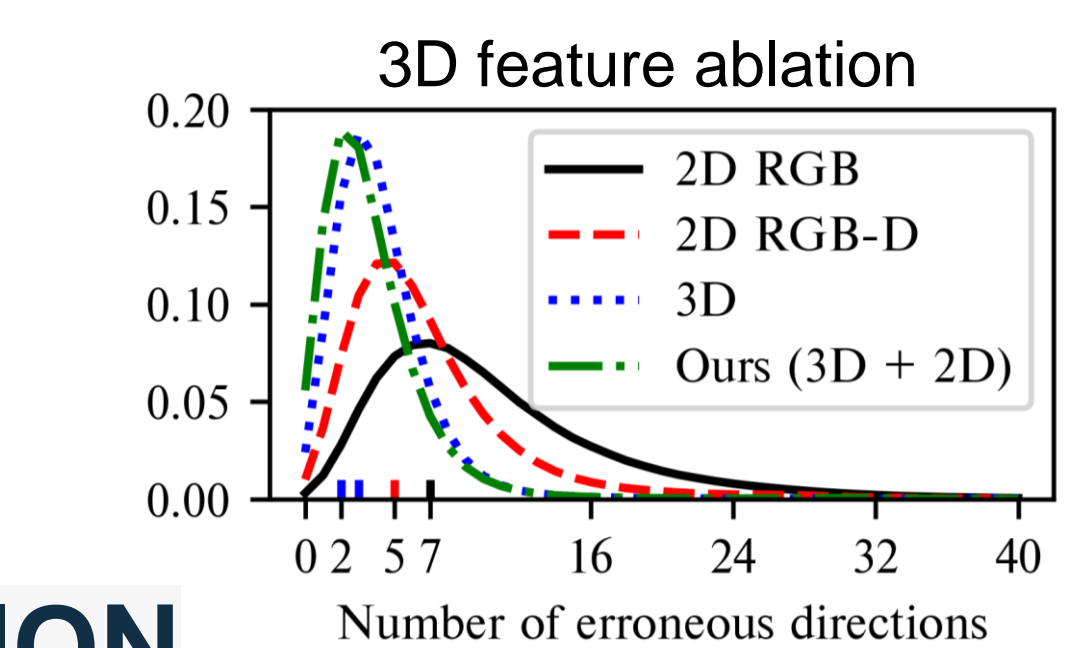 3D feature ablation
0.20
0.15
0.10
0.05
0.00
2D RGB
2D RGB-D
3D
Ours (3D + 2D)
0 2 5 7 16 24 32 40
Number of erroneous directions
ION